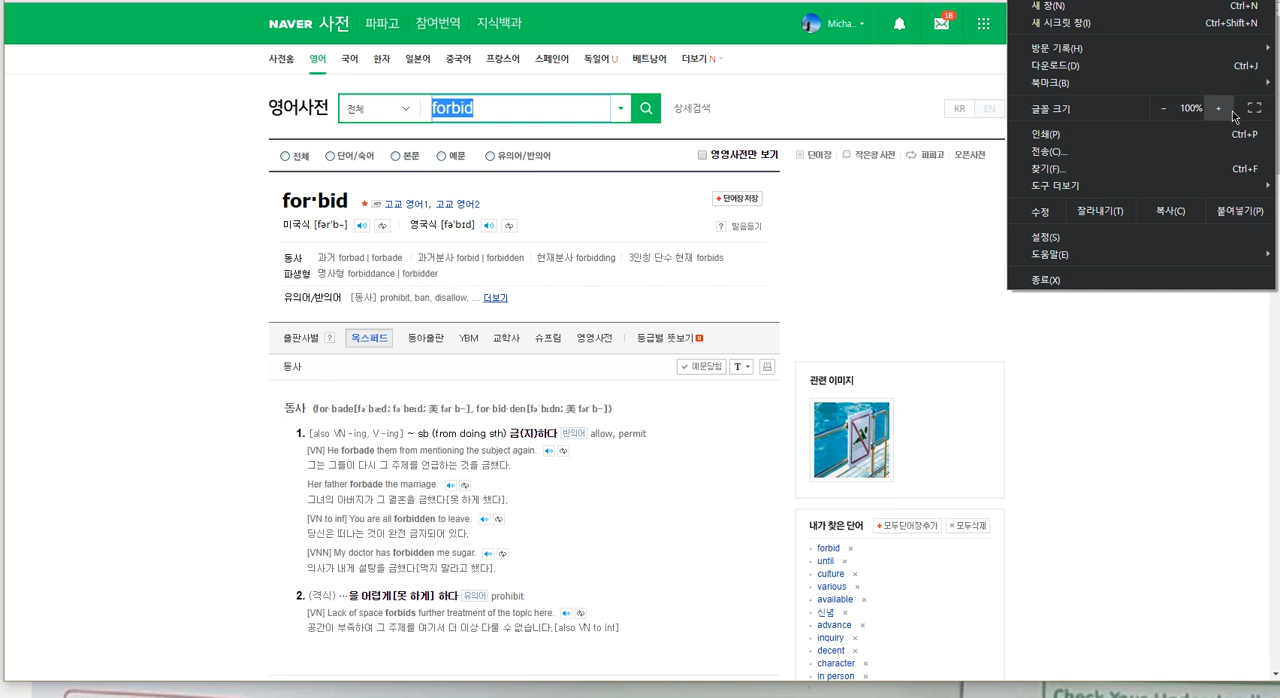 NAVER 사전 파파고 참여번역 지식백과 Micha.. 18
새 창(N) Ctrl+N
새 시크릿 창(I) Ctrl+Shift+N
방문 기록(H)
다운로드(D) Ctrl+J
북마크(B)
글꼴 크기 - 100% +
인쇄(P) Ctrl+P
전송(C)...
찾기(F)... Ctrl+F
도구 더보기
수정 잘라내기(T) 복사(C) 붙여넣기(P)
설정(S)
도움말(E)
종료(X)
사전홈 영어 국어 한자 일본어 중국어 프랑스어 스페인어 독일어 U 베트남어 더보기 N
영어사전 전체 forbid 상세검색 KR EN
전체 단어/숙어 본문 예문 유의어/반의어 영영사전만 보기 단어장 작은창 사전 파파고 오픈사전
for·bid 고교 영어1, 고교 영어2 +단어장 저장
미국식 [fər|b-] 영국식 [fə|bɪd] ? 발음듣기
동사 과거 forbad | forbade 과거분사 forbid | forbidden 현재분사 forbidding 3인칭 단수 현재 forbids
파생형 명사형 forbiddance | forbidder
유의어/반의어 [동사] prohibit, ban, disallow, ... 더보기
출판사별 ? 옥스퍼드 동아출판 YBM 교학사 슈프림 영영사전 등급별 뜻보기
동사 예문닫힘 T
동사 (for·bade[fə|bæd; fə|beɪd; 美 fər|b-], for·bid·den[fə|bɪdn; 美 fər|b-])
1. [also VN -ing, V -ing] ~ sb (from doing sth) 금(지)하다 반의어 allow, permit
[VN] He forbade them from mentioning the subject again.
그는 그들이 다시 그 주제를 언급하는 것을 금했다.
Her father forbade the marriage.
그녀의 아버지가 그 결혼을 금했다[못 하게 했다].
[VN to inf] You are all forbidden to leave.
당신은 떠나는 것이 완전 금지되어 있다.
[VNN] My doctor has forbidden me sugar.
의사가 내게 설탕을 금했다[먹지 말라고 했다].
2. (격식) …을 어렵게[못 하게] 하다 유의어 prohibit
[VN] Lack of space forbids further treatment of the topic here.
공간이 부족하여 그 주제를 여기서 더 이상 다룰 수 없습니다.[also VN to inf]
관련 이미지
내가 찾은 단어 +모두단어장추가 ×모두삭제
forbid ×
until ×
culture ×
various ×
available ×
신념 ×
advance ×
inquiry ×
decent ×
character ×
in person ×